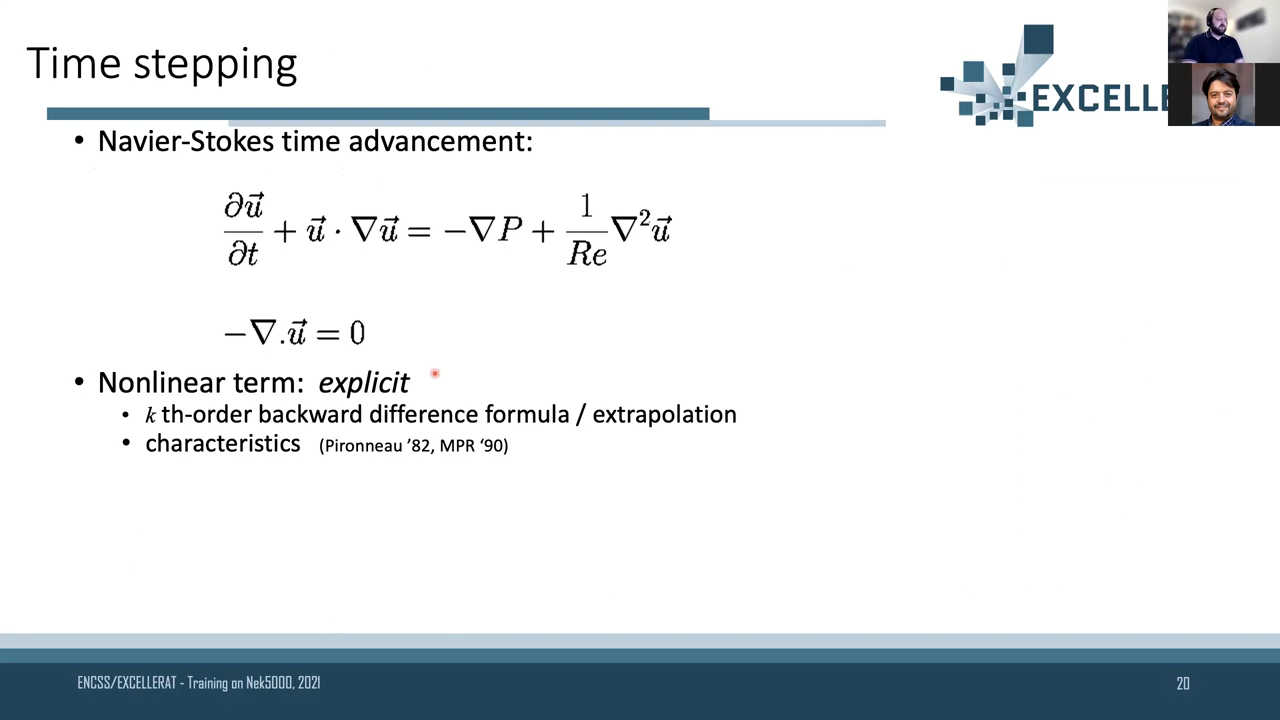 Time stepping
EXCELLE
• Navier-Stokes time advancement:
∂u⃗/∂t + u⃗ · ∇u⃗ = −∇P + 1/Re ∇²u⃗
−∇.u⃗ = 0
• Nonlinear term: explicit
• k th-order backward difference formula / extrapolation
• characteristics (Pironneau ’82, MPR ‘90)
ENCSS/EXCELLERAT - Training on Nek5000, 2021
20